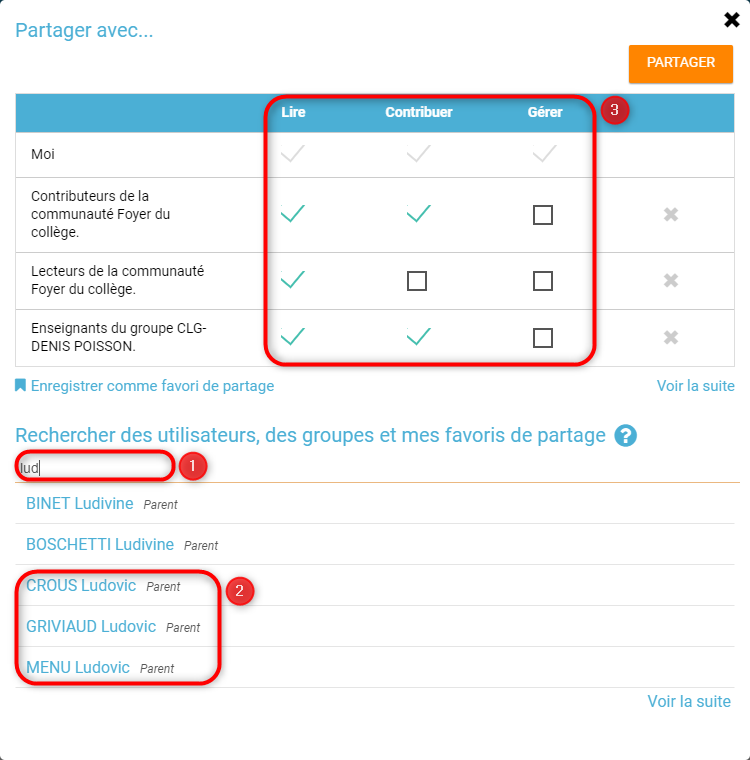 Partager avec...
PARTAGER
Lire Contribuer Gérer
3
Moi
Contributeurs de la
communauté Foyer du
collège.
Lecteurs de la communauté
Foyer du collège.
Enseignants du groupe CLG-
DENIS POISSON.
Enregistrer comme favori de partage
Voir la suite
Rechercher des utilisateurs, des groupes et mes favoris de partage ?
lud
1
BINET Ludivine Parent
BOSCHETTI Ludivine Parent
CROUS Ludovic Parent
2
GRIVIAUD Ludovic Parent
MENU Ludovic Parent
Voir la suite